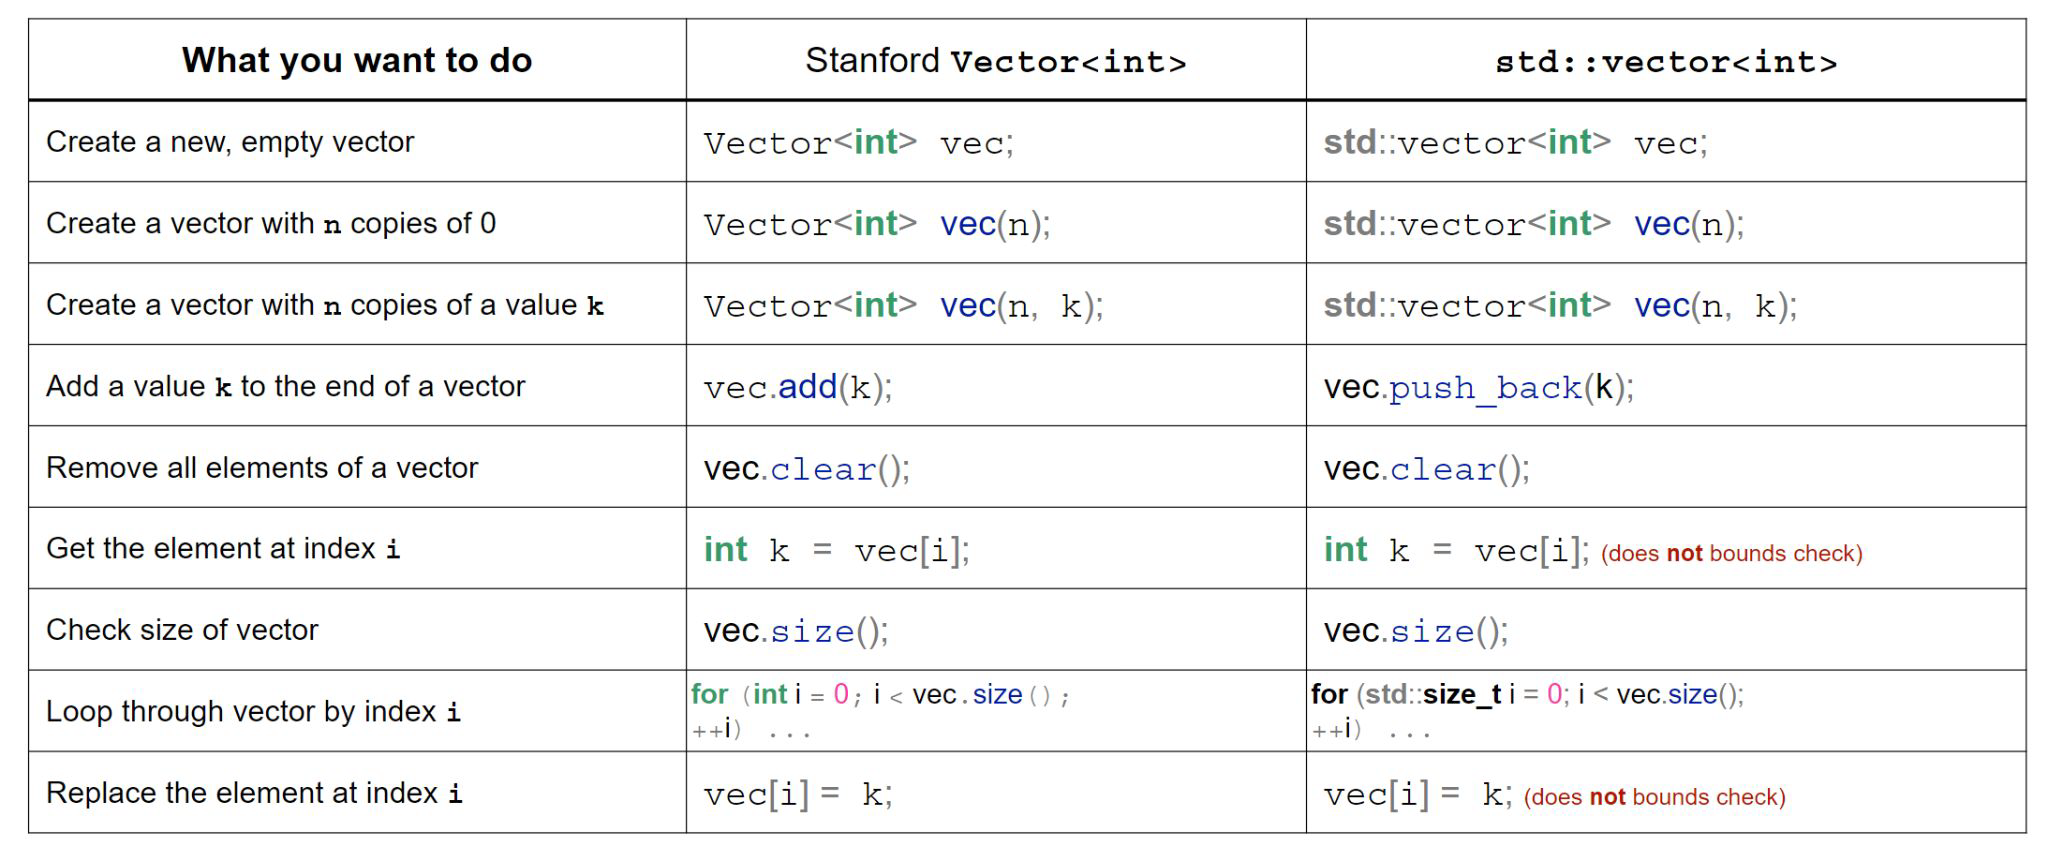 What you want to do Stanford Vector<int> std::vector<int>
Create a new, empty vector Vector<int> vec; std::vector<int> vec;
Create a vector with n copies of 0 Vector<int> vec(n); std::vector<int> vec(n);
Create a vector with n copies of a value k Vector<int> vec(n, k); std::vector<int> vec(n, k);
Add a value k to the end of a vector vec.add(k); vec.push_back(k);
Remove all elements of a vector vec.clear(); vec.clear();
Get the element at index i int k = vec[i]; int k = vec[i]; (does not bounds check)
Check size of vector vec.size(); vec.size();
Loop through vector by index i
for (int i = 0; i < vec.size();
++i) ...
for (std::size_t i = 0; i < vec.size();
++i) ...
Replace the element at index i vec[i] = k; vec[i] = k; (does not bounds check)